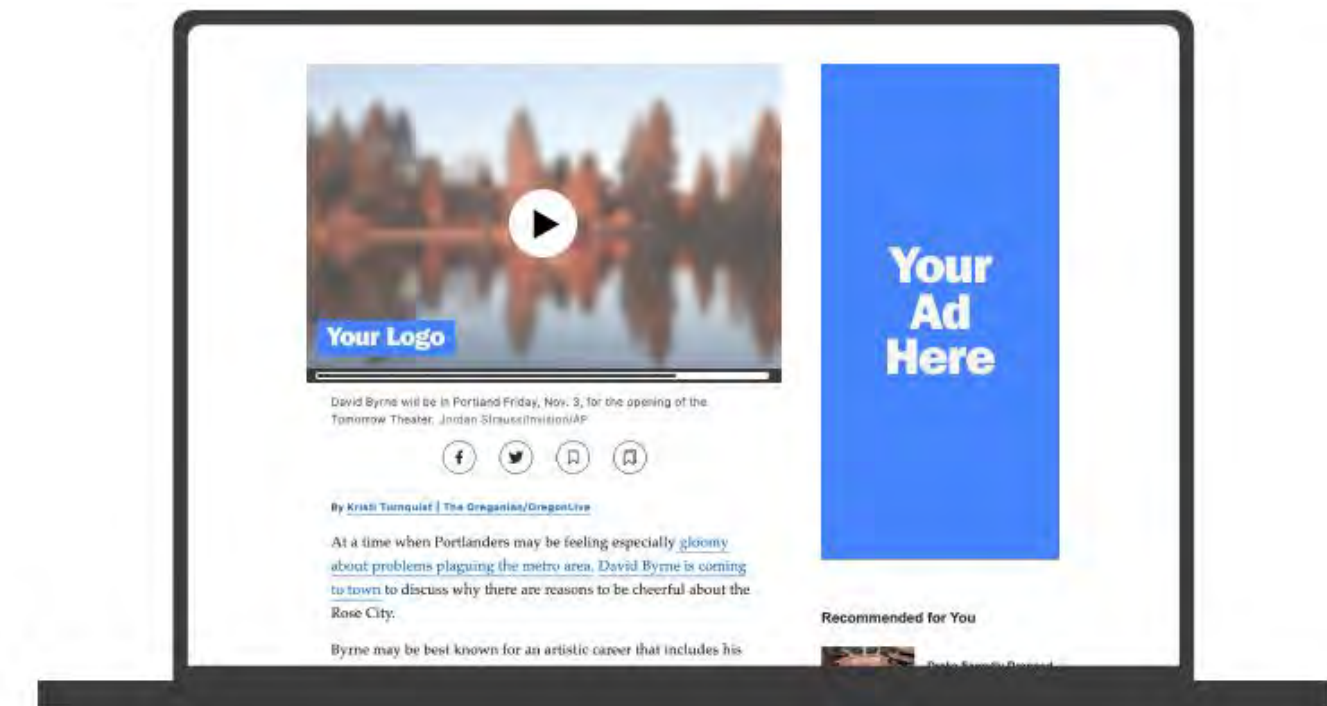 Your Logo
David Byrne will be in Portland Friday, Nov. 3, for the opening of the
Tomorrow Theater. Jordan Strauss/Invision/AP
By Kristi Turnquist | The Oregonian/OregonLive
At a time when Portlanders may be feeling especially gloomy
about problems plaguing the metro area, David Byrne is coming
to town to discuss why there are reasons to be cheerful about the
Rose City.
Byrne may be best known for an artistic career that includes his
Your
Ad
Here
Recommended for You